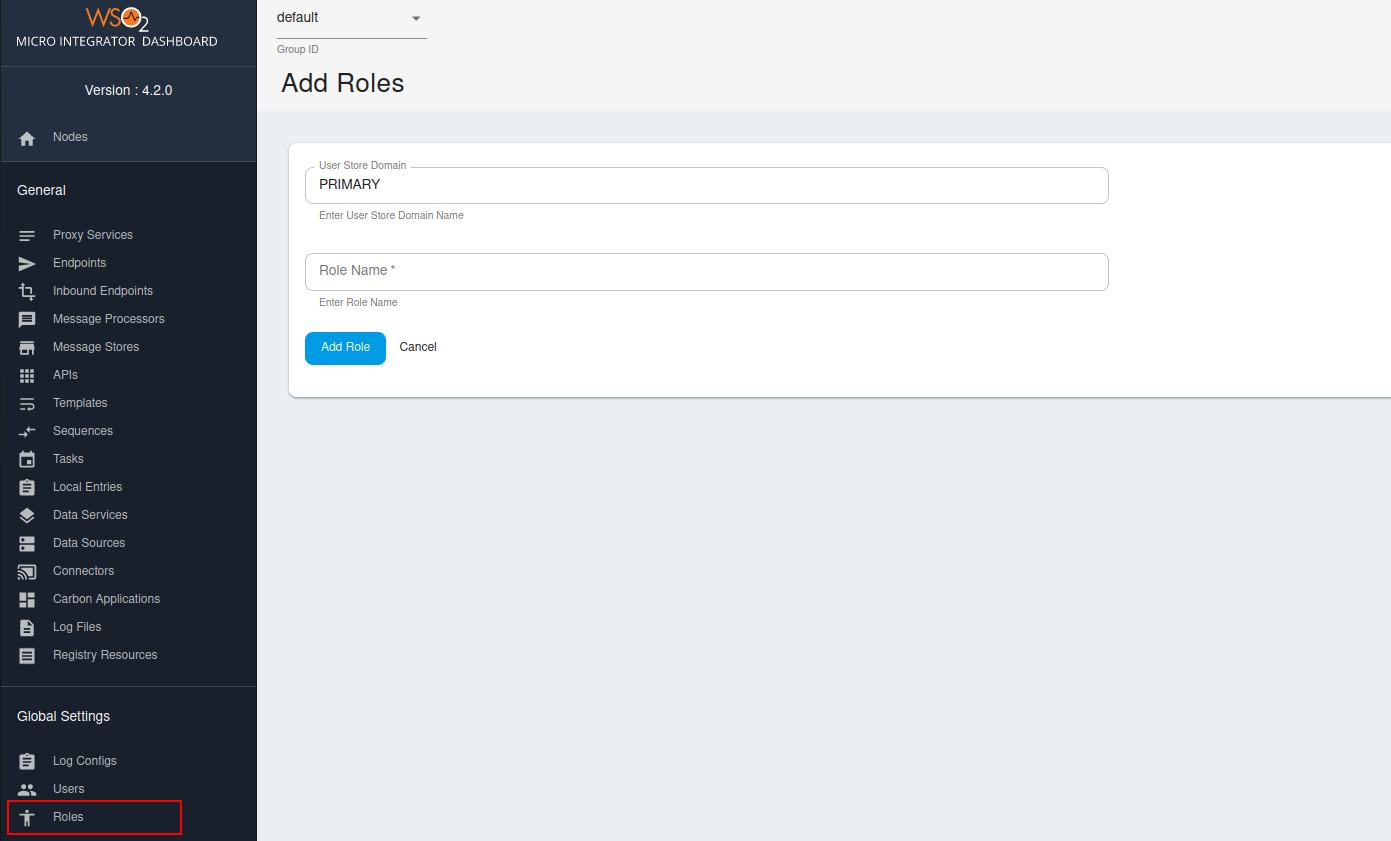 WSO2
MICRO INTEGRATOR DASHBOARD
Version : 4.2.0
Nodes
General
Proxy Services
Endpoints
Inbound Endpoints
Message Processors
Message Stores
APIs
Templates
Sequences
Tasks
Local Entries
Data Services
Data Sources
Connectors
Carbon Applications
Log Files
Registry Resources
Global Settings
Log Configs
Users
Roles
default
Group ID
Add Roles
User Store Domain
PRIMARY
Enter User Store Domain Name
Role Name *
Enter Role Name
Add Role Cancel